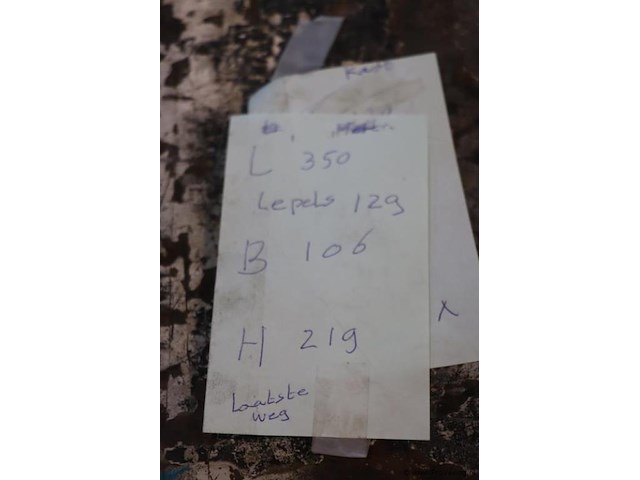 L 350
Lepels 129
B 106
H 219
Laatste
weg
x